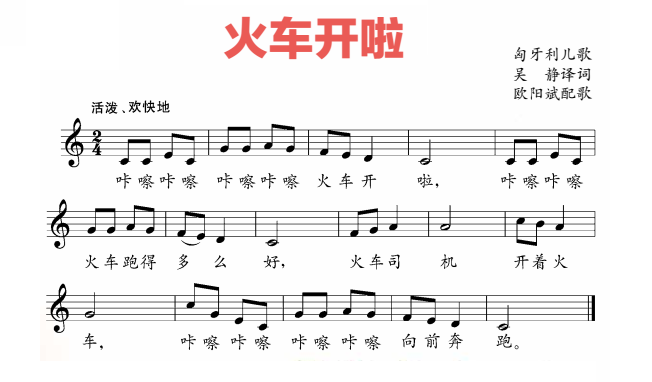 火车开啦
匈牙利儿歌
吴 静译词
欧阳斌配歌
活泼、欢快地
2
4
咔嚓咔嚓 咔嚓咔嚓 火车开 啦， 咔嚓咔嚓
火车跑得 多么 好， 火车司 机 开着火
车， 咔嚓咔嚓 咔嚓咔嚓 向前奔 跑。